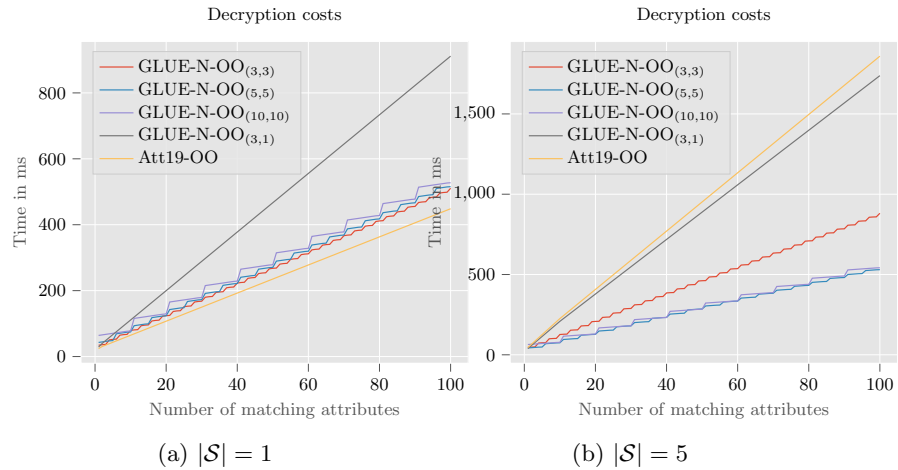 Decryption costs
800
600
400
200
0
0 20 40 60 80 100
Time in ms
Number of matching attributes
GLUE-N-OO(3,3)
GLUE-N-OO(5,5)
GLUE-N-OO(10,10)
GLUE-N-OO(3,1)
Att19-OO
(a) |𝒮| = 1
Decryption costs
1,500
1,000
500
0
0 20 40 60 80 100
Time in ms
Number of matching attributes
GLUE-N-OO(3,3)
GLUE-N-OO(5,5)
GLUE-N-OO(10,10)
GLUE-N-OO(3,1)
Att19-OO
(b) |𝒮| = 5